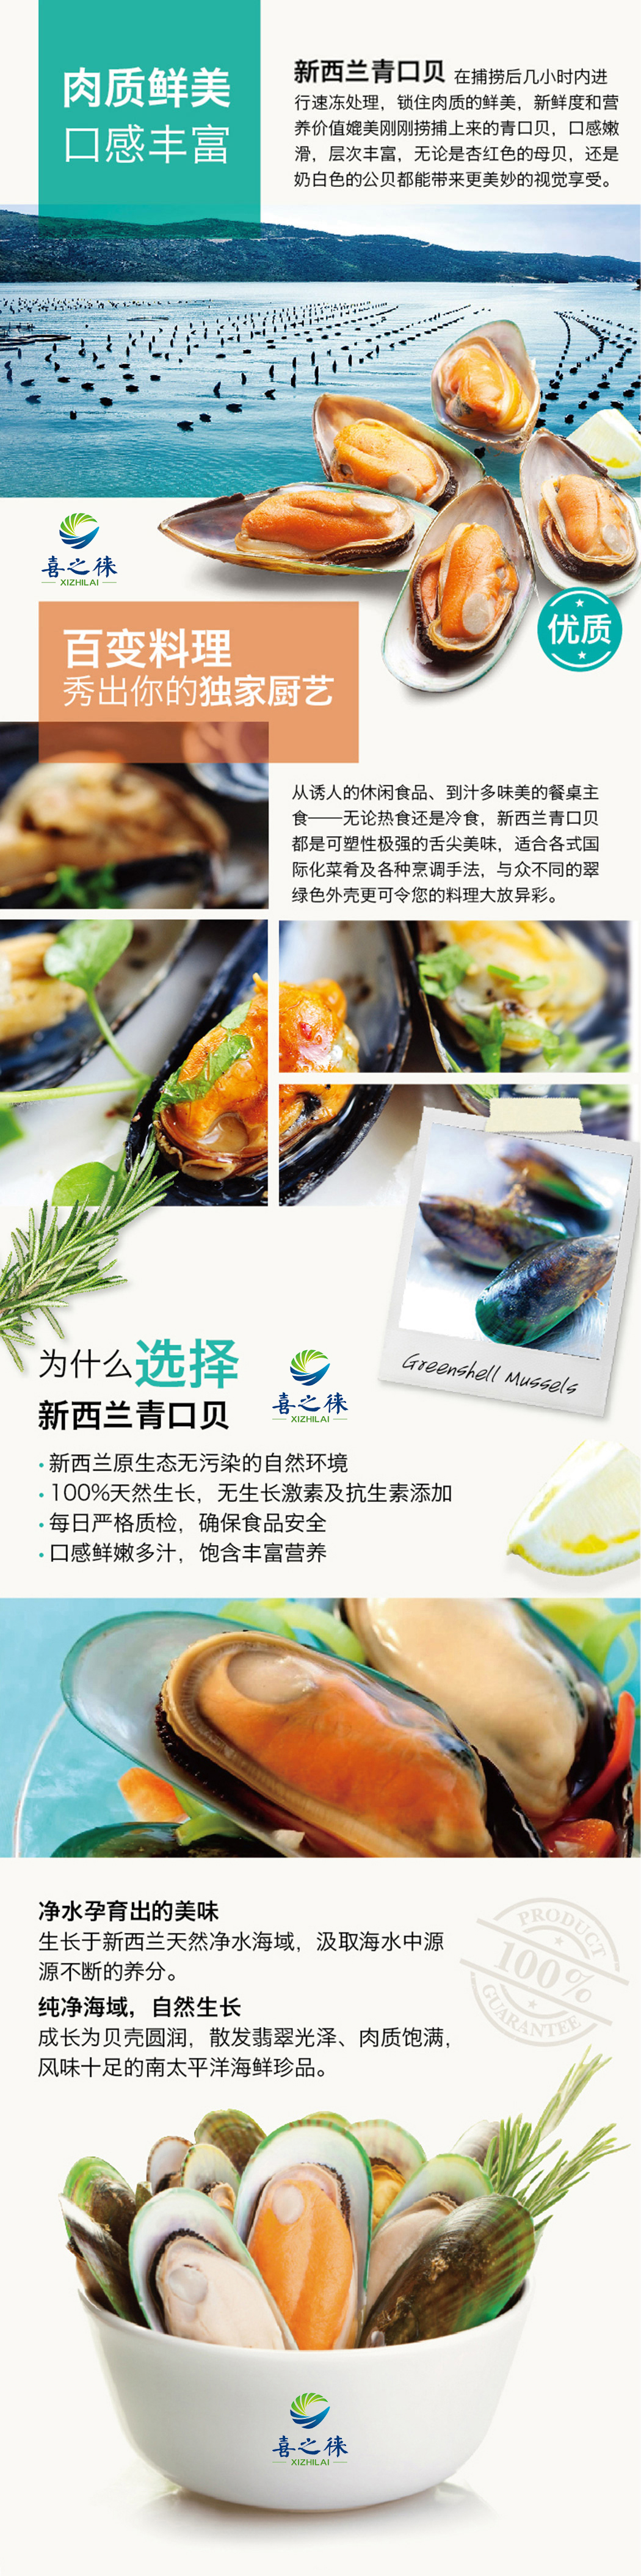 肉质鲜美
口感丰富
新西兰青口贝 在捕捞后几小时内进
行速冻处理，锁住肉质的鲜美，新鲜度和营
养价值媲美刚刚捞捕上来的青口贝，口感嫩
滑，层次丰富，无论是杏红色的母贝，还是
奶白色的公贝都能带来更美妙的视觉享受。
喜之徕
XIZHILAI
优质
百变料理
秀出你的独家厨艺
从诱人的休闲食品、到汁多味美的餐桌主
食——无论热食还是冷食，新西兰青口贝
都是可塑性极强的舌尖美味，适合各式国
际化菜肴及各种烹调手法，与众不同的翠
绿色外壳更可令您的料理大放异彩。
Greenshell Mussels
为什么选择
新西兰青口贝
喜之徕
XIZHILAI
• 新西兰原生态无污染的自然环境
• 100%天然生长，无生长激素及抗生素添加
• 每日严格质检，确保食品安全
• 口感鲜嫩多汁，饱含丰富营养
净水孕育出的美味
生长于新西兰天然净水海域，汲取海水中源
源不断的养分。
纯净海域，自然生长
成长为贝壳圆润，散发翡翠光泽、肉质饱满，
风味十足的南太平洋海鲜珍品。
PRODUCT
100%
GUARANTEE
喜之徕
XIZHILAI